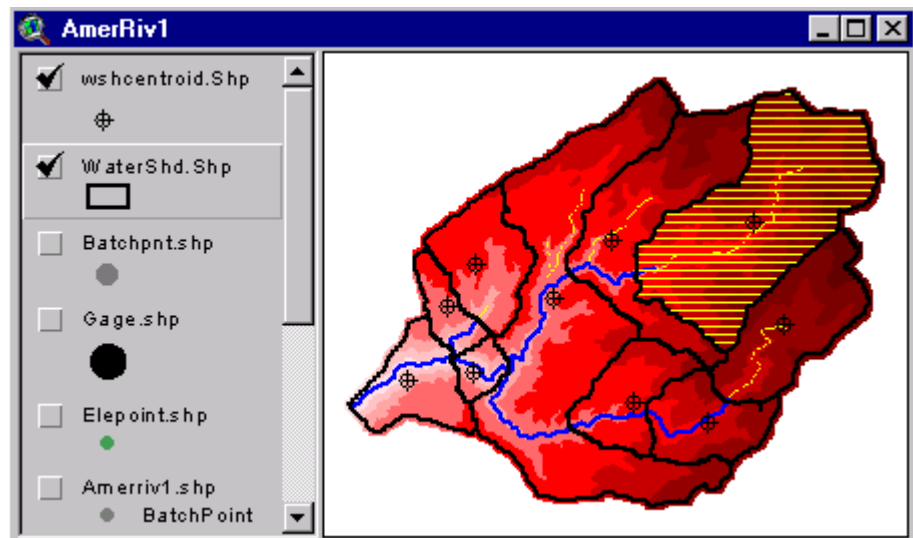 AmerRiv1
wshcentroid.Shp
WaterShd.Shp
Batchpnt.shp
Gage.shp
Elepoint.shp
Amerriv1.shp
BatchPoint